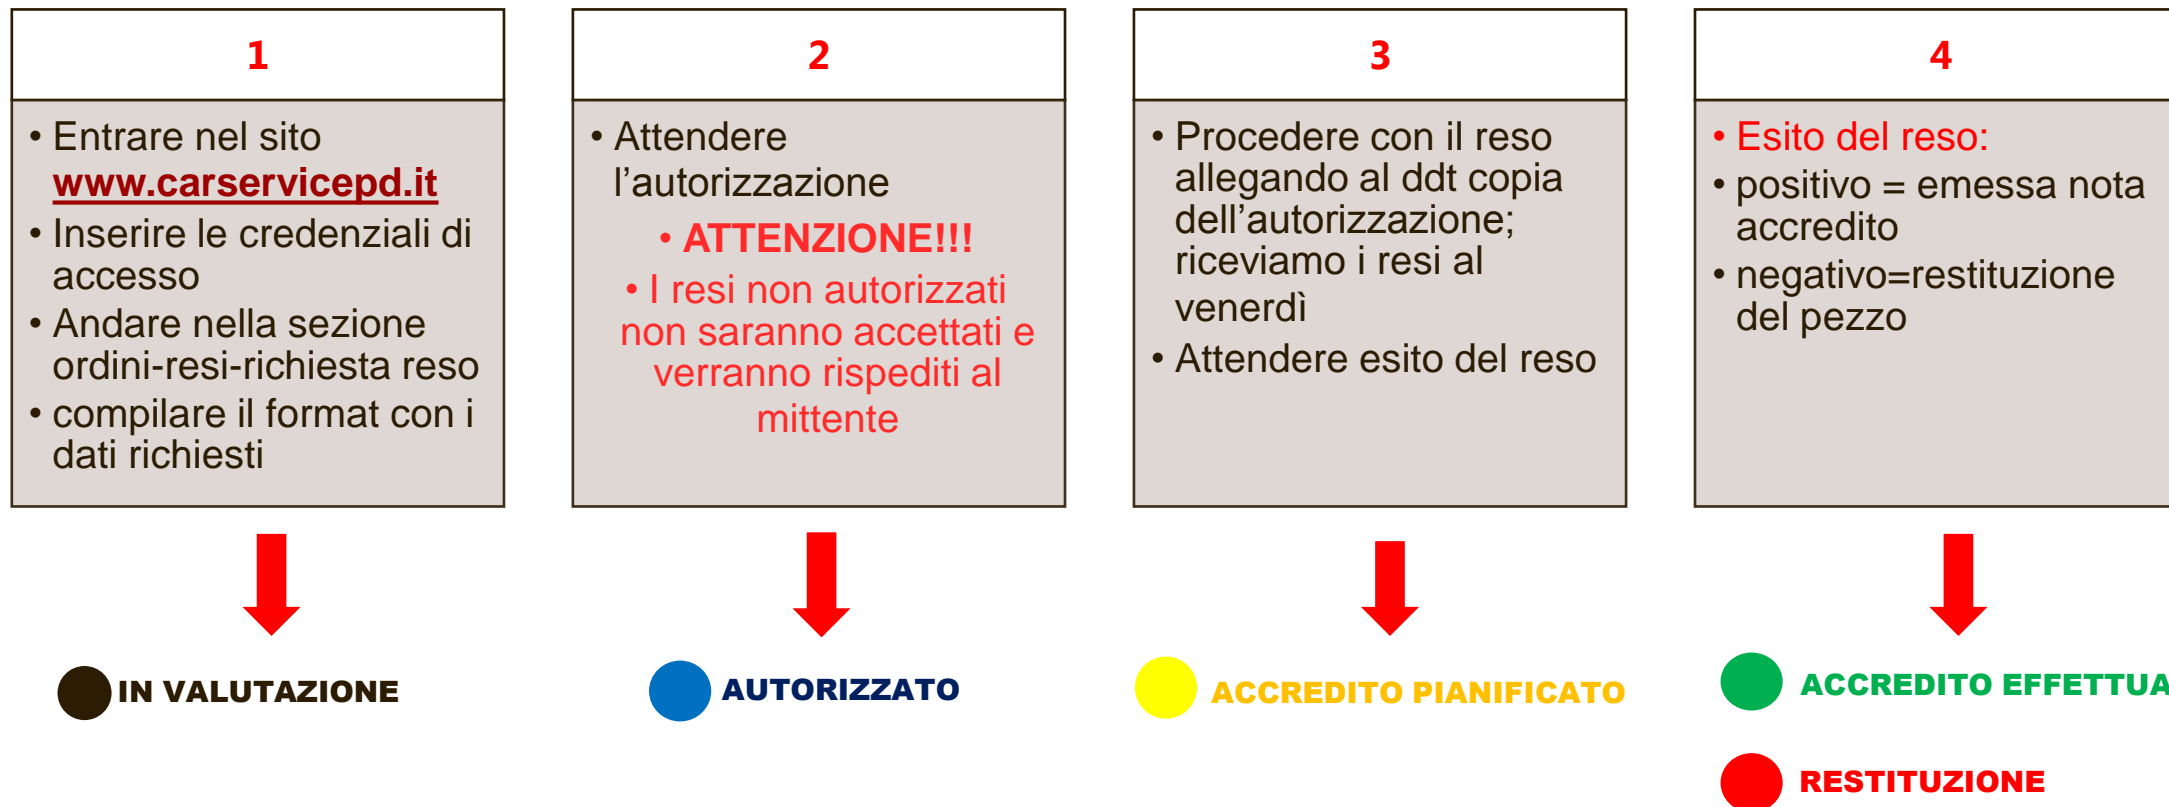 1
• Entrare nel sito
www.carservicepd.it
• Inserire le credenziali di
accesso
• Andare nella sezione
ordini-resi-richiesta reso
• compilare il format con i
dati richiesti
IN VALUTAZIONE
2
• Attendere
l’autorizzazione
• ATTENZIONE!!!
• I resi non autorizzati
non saranno accettati e
verranno rispediti al
mittente
AUTORIZZATO
3
• Procedere con il reso
allegando al ddt copia
dell’autorizzazione;
riceviamo i resi al
venerdì
• Attendere esito del reso
ACCREDITO PIANIFICATO
4
• Esito del reso:
• positivo = emessa nota
accredito
• negativo=restituzione
del pezzo
ACCREDITO EFFETTUA
RESTITUZIONE